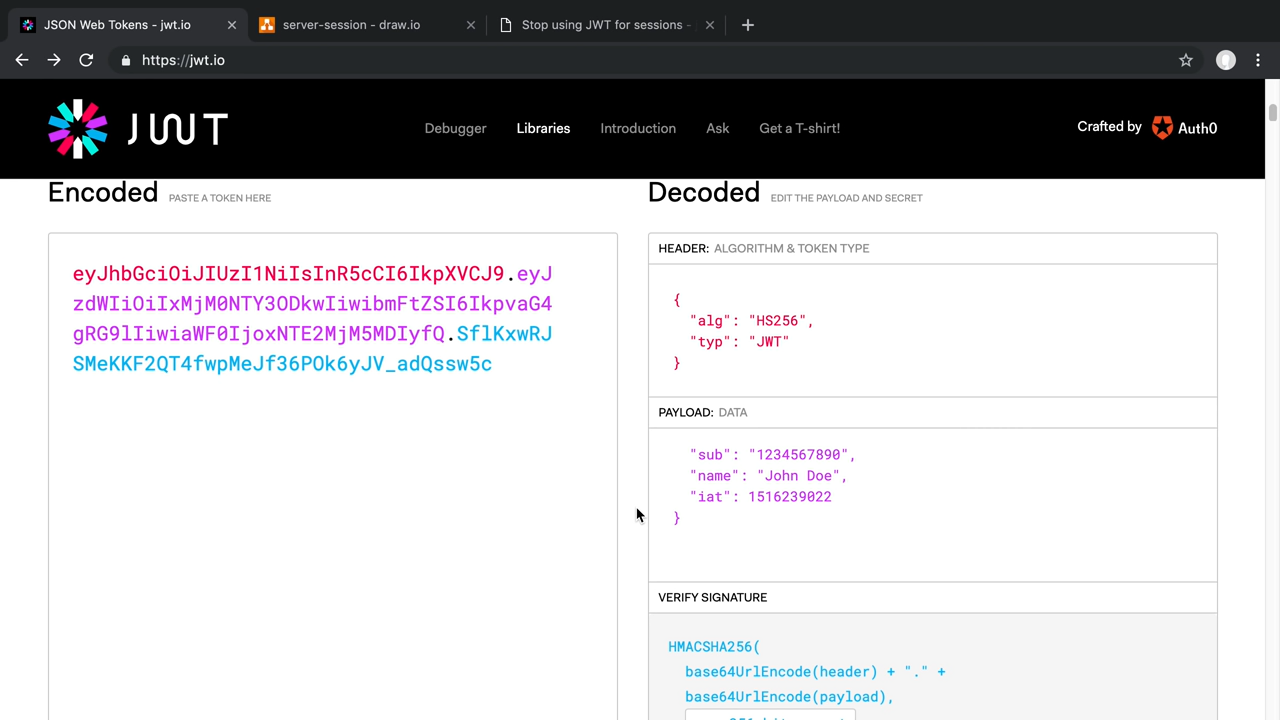 JSON Web Tokens - jwt.io
server-session - draw.io
Stop using JWT for sessions -
https://jwt.io
JWT
Debugger
Libraries
Introduction
Ask
Get a T-shirt!
Crafted by
Auth0
Encoded PASTE A TOKEN HERE
eyJhbGciOiJIUzI1NiIsInR5cCI6IkpXVCJ9.eyJ
zdWIiOiIxMjM0NTY3ODkwIiwibmFtZSI6IkpvaG4
gRG9lIiwiaWF0IjoxNTE2MjM5MDIyfQ.SflKxwRJ
SMeKKF2QT4fwpMeJf36POk6yJV_adQssw5c
Decoded EDIT THE PAYLOAD AND SECRET
HEADER: ALGORITHM & TOKEN TYPE
{
"alg": "HS256",
"typ": "JWT"
}
PAYLOAD: DATA
"sub": "1234567890",
"name": "John Doe",
"iat": 1516239022
}
VERIFY SIGNATURE
HMACSHA256(
base64UrlEncode(header) + "." +
base64UrlEncode(payload),